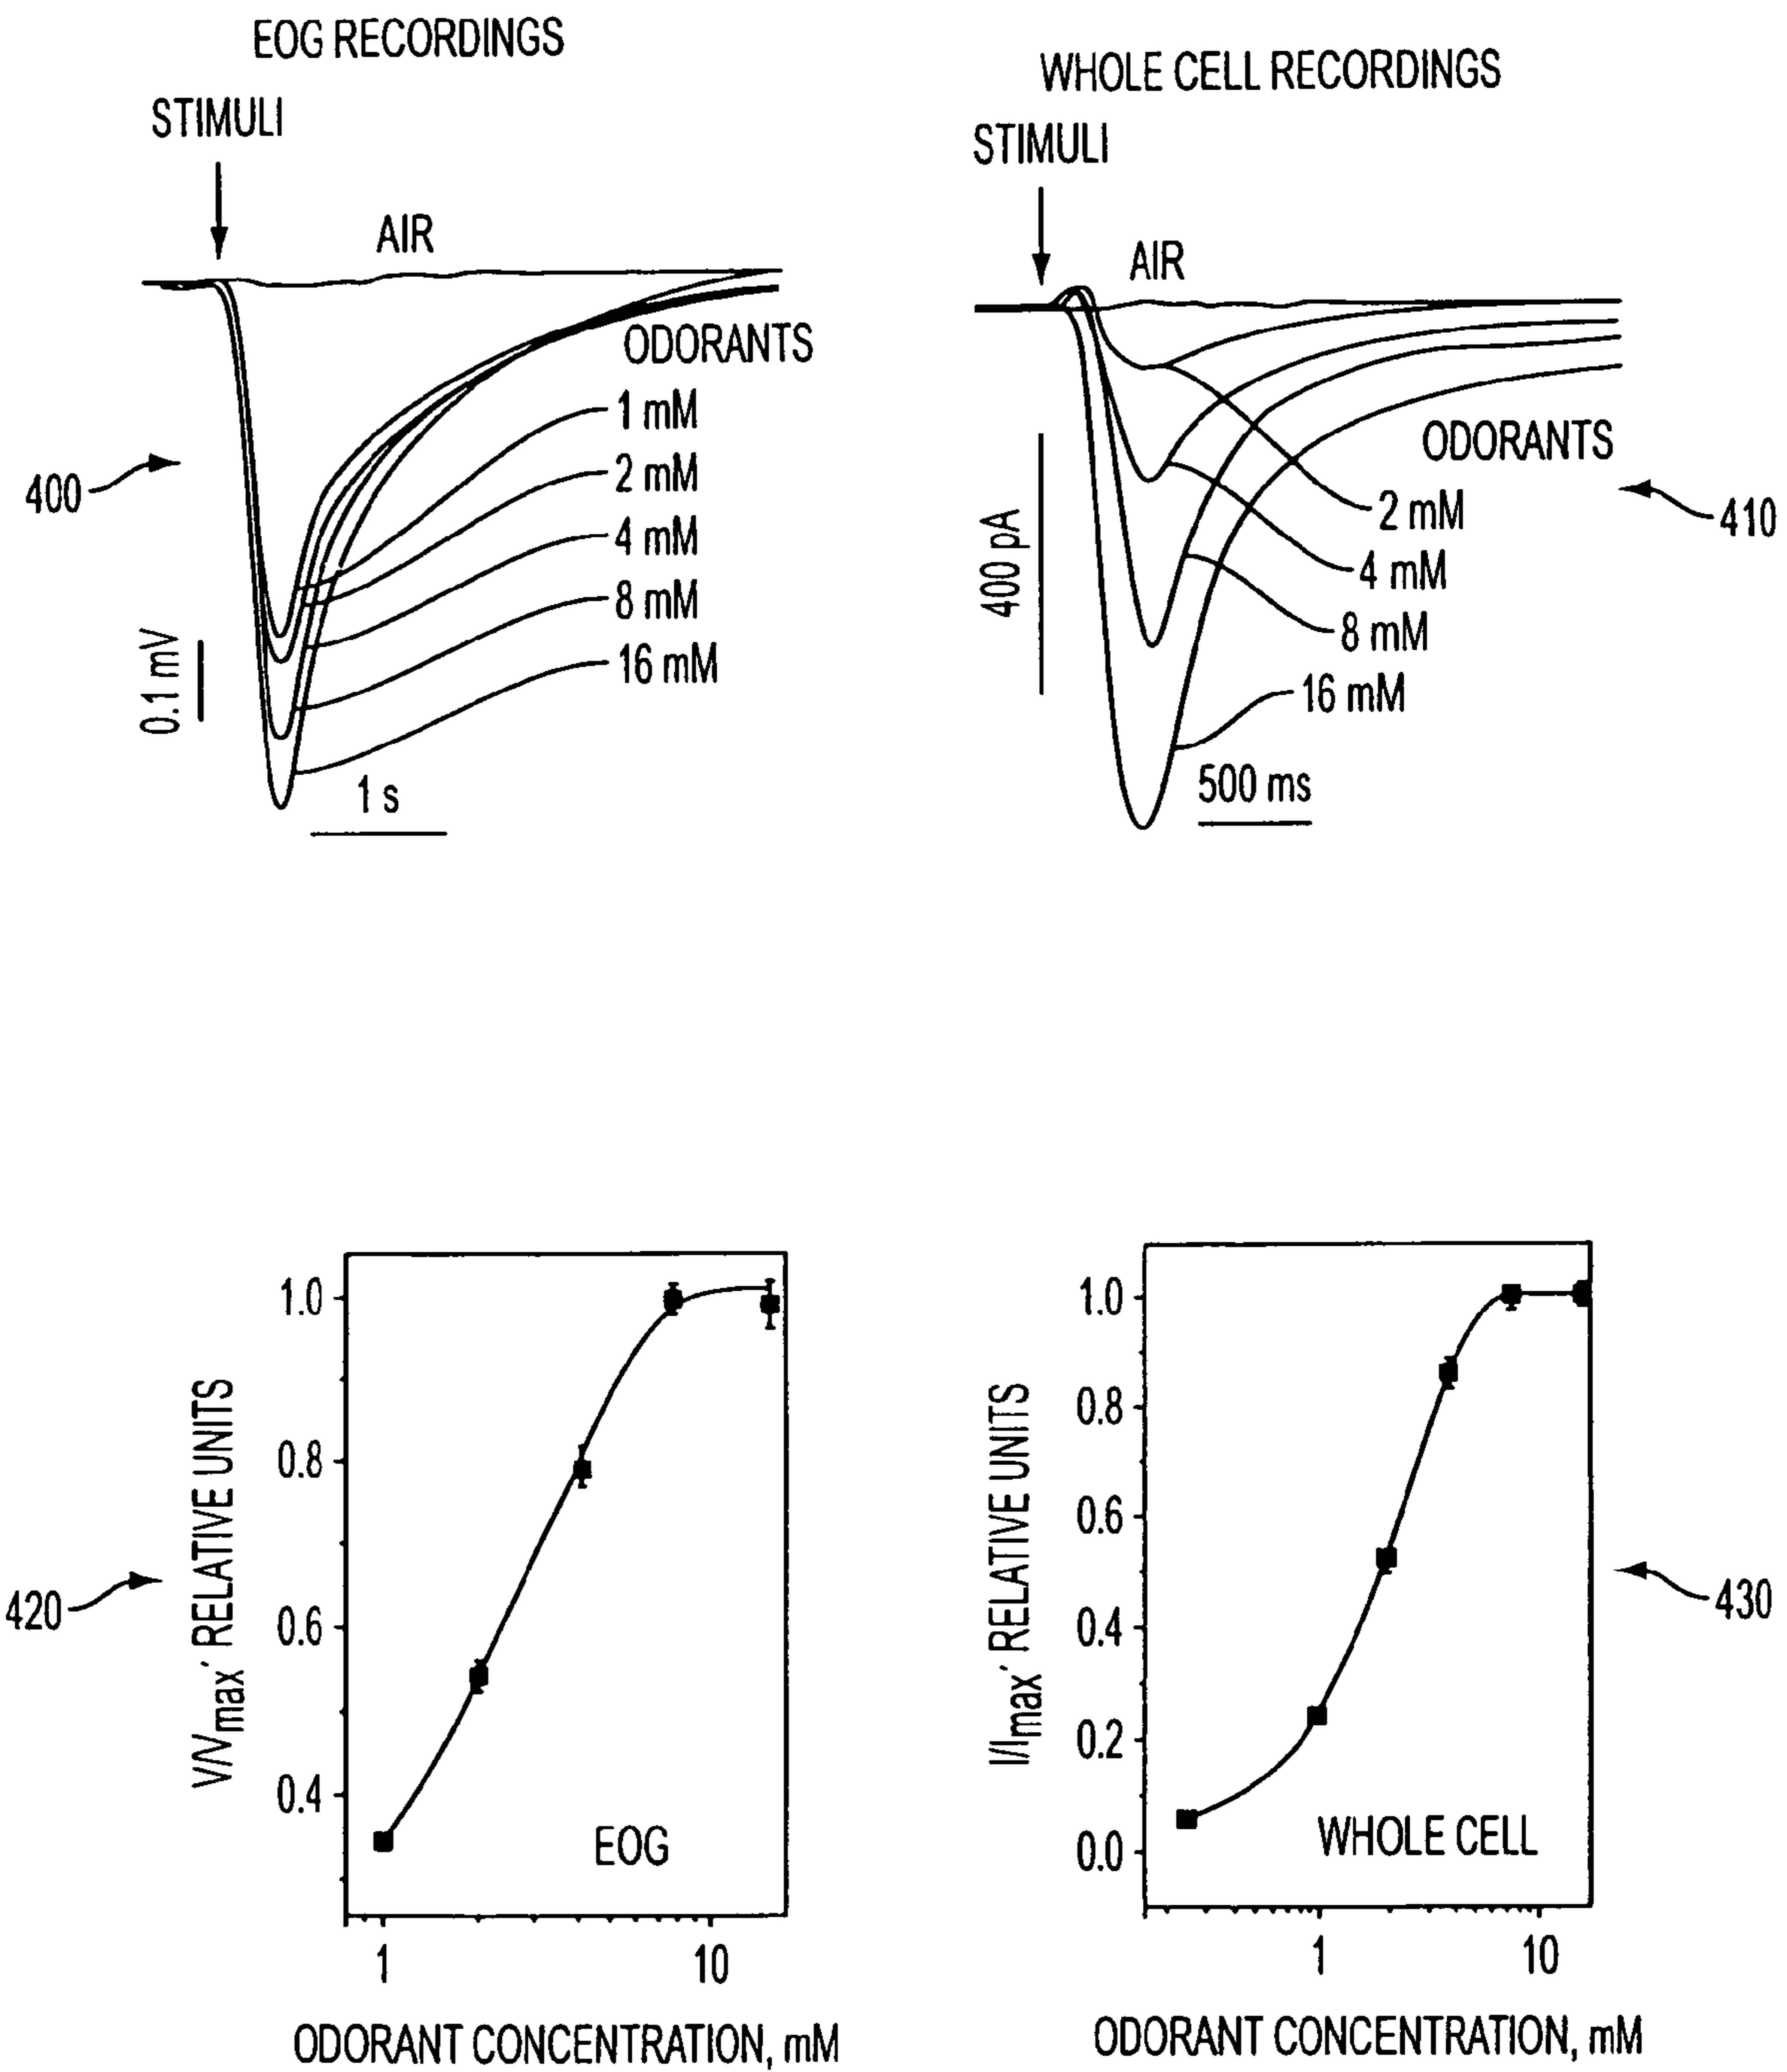 EOG RECORDINGS
STIMULI
AIR
ODORANTS
1 mM
2 mM
4 mM
8 mM
16 mM
400
0.1 mV
1 s
WHOLE CELL RECORDINGS
STIMULI
AIR
ODORANTS
2 mM
4 mM
8 mM
16 mM
410
400 pA
500 ms
1.0
0.8
0.6
0.4
V/Vmax, RELATIVE UNITS
420
EOG
1 10
ODORANT CONCENTRATION, mM
1.0
0.8
0.6
0.4
0.2
0.0
I/Imax, RELATIVE UNITS
430
WHOLE CELL
1 10
ODORANT CONCENTRATION, mM